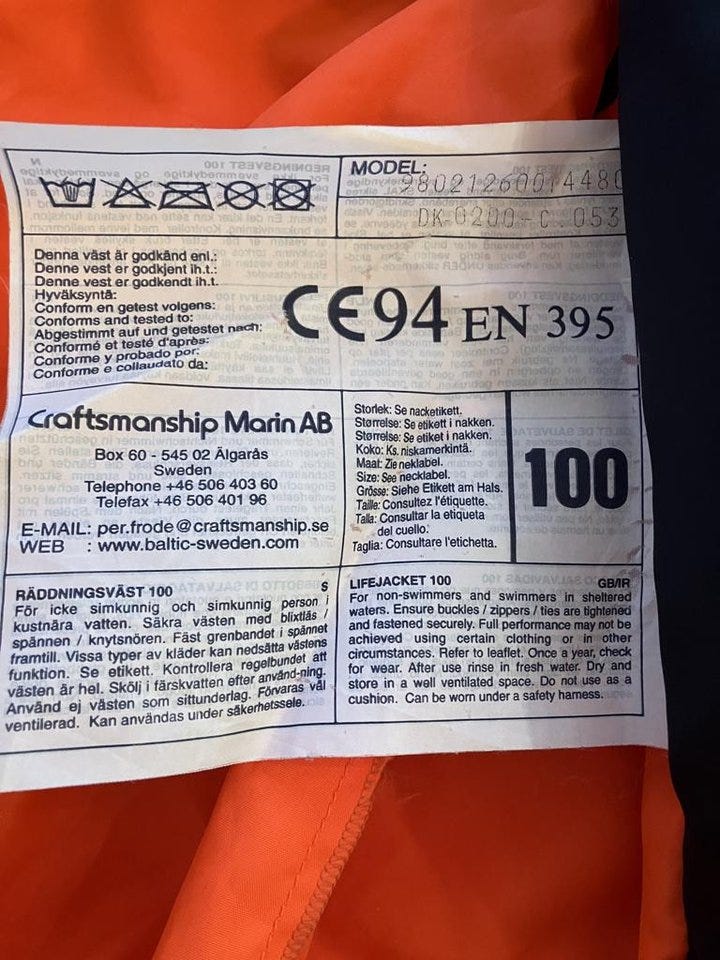 MODEL:
DK-0200-C 053
Denna väst är godkänd enl.:
Denne vest er godkjent ih.t.:
Denne vest er godkendt ih.t.
Hyväksyntä:
Conform en getest volgens:
Conforms and tested to:
Abgestimmt auf und getestet nach:
Conformé et testé d'après:
Conforme y probado por:
Conforme e collaudato da:
CE94 EN 395
Craftsmanship Marin AB
Box 60 - 545 02 Älgarås
Sweden
Telephone +46 506 403 60
Telefax +46 506 401 96
E-MAIL: per.frode@craftsmanship.se
WEB : www.baltic-sweden.com
Storlek: Se nacketikett.
Størrelse: Se etikett i nakken.
Størrelse: Se etiket i nakken.
Koko: Ks. niskamerkintä.
Maat: Zie neklabel.
Size: See necklabel.
Grösse: Siehe Etikett am Hals.
Taille: Consultez l'étiquette.
Talla: Consultar la etiqueta
del cuello.
Taglia: Consultare l'etichetta.
100
RÄDDNINGSVÄST 100 S
För icke simkunnig och simkunnig person i
kustnära vatten. Säkra västen med blixtlås /
spännen / knytsnören. Fäst grenbandet i spännet
framtill. Vissa typer av kläder kan nedsätta västens
funktion. Se etikett. Kontrollera regelbundet att
västen är hel. Skölj i färskvatten efter använd-ning.
Använd ej västen som sittunderlag. Förvaras väl
ventilerad. Kan användas under säkerhetssele.
LIFEJACKET 100 GB/IR
For non-swimmers and swimmers in sheltered
waters. Ensure buckles / zippers / ties are tightened
and fastened securely. Full performance may not be
achieved using certain clothing or in other
circumstances. Refer to leaflet. Once a year, check
for wear. After use rinse in fresh water. Dry and
store in a well ventilated space. Do not use as a
cushion. Can be worn under a safety harness.